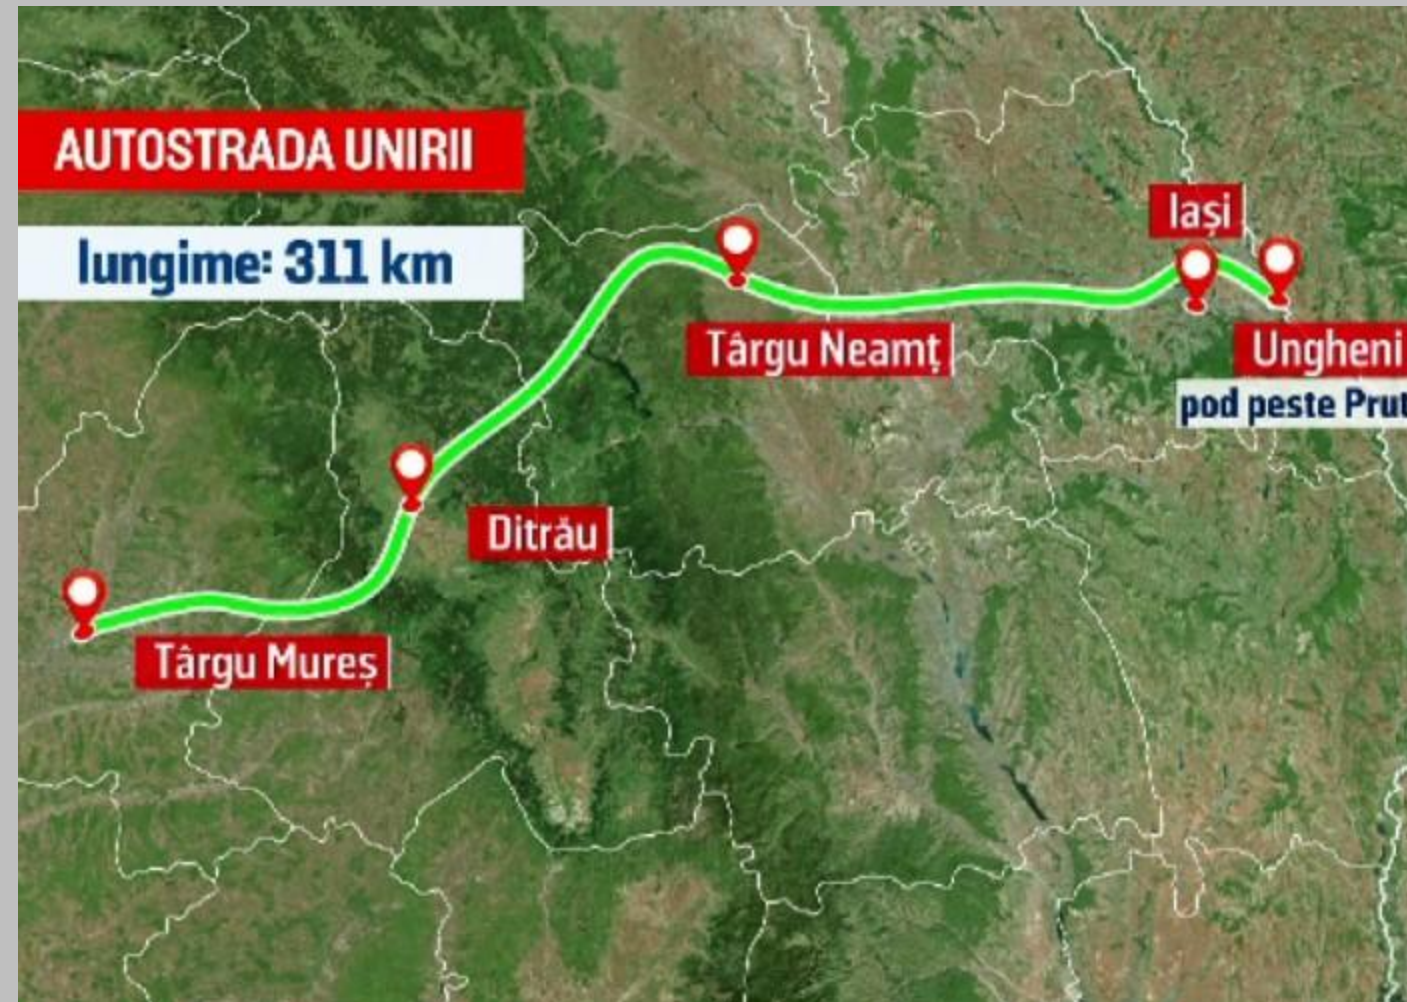 AUTOSTRADA UNIRII
lungime: 311 km
Iași
Târgu Neamț
Ungheni
pod peste Prut
Ditrău
Târgu Mureș